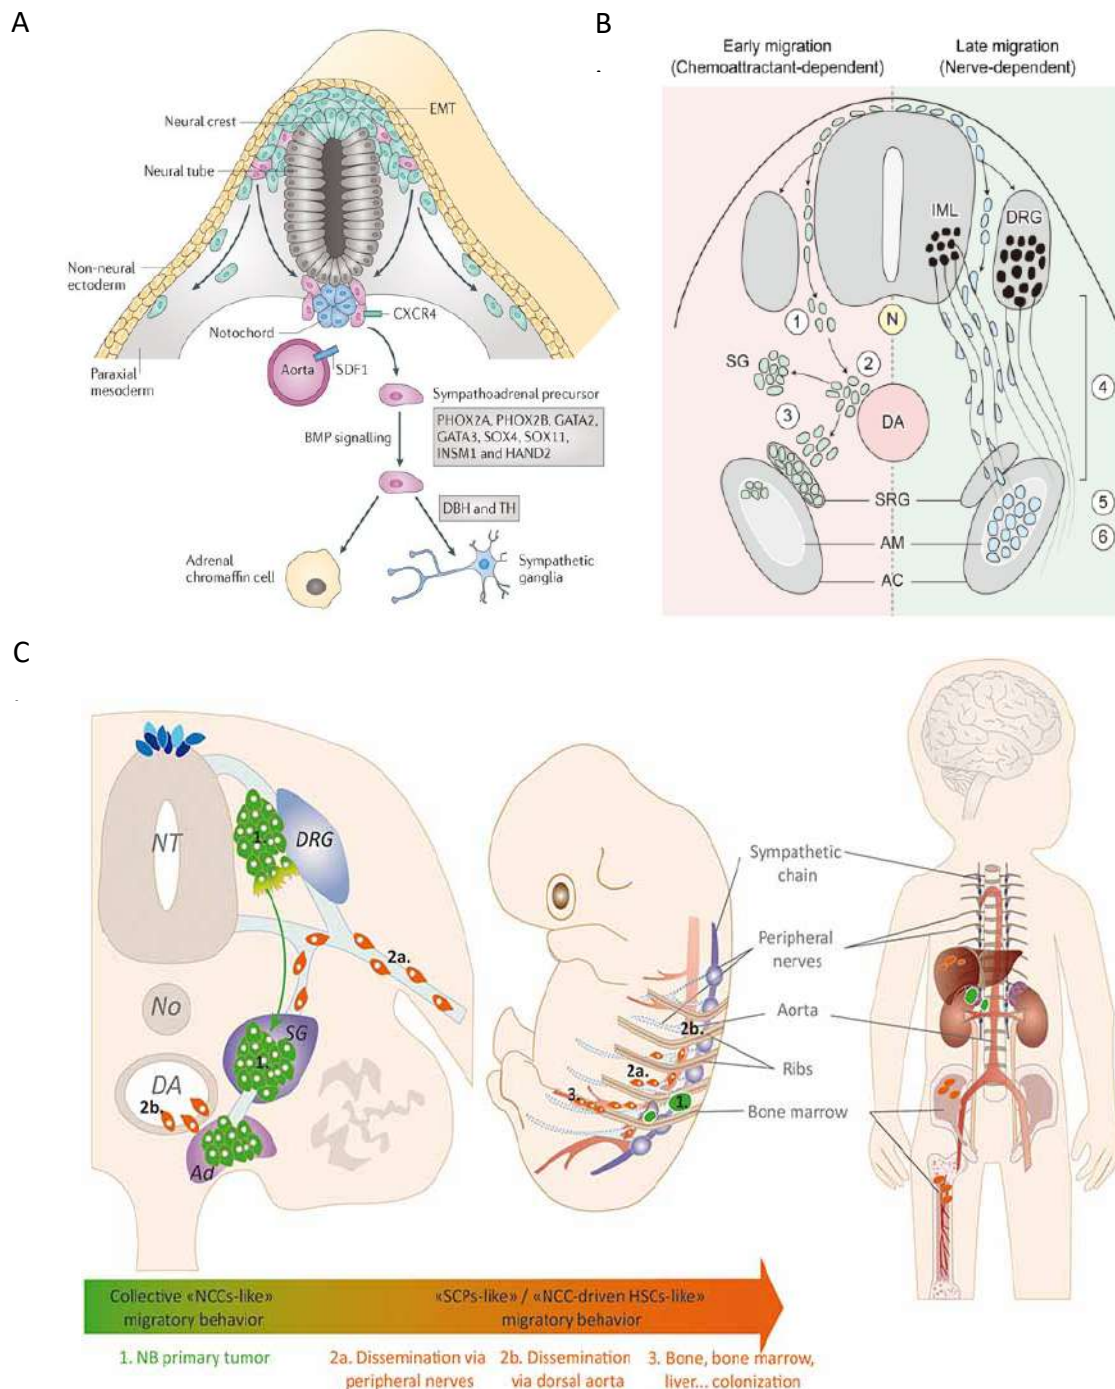 A
Neural crest
EMT
Neural tube
Non-neural
ectoderm
Notochord
CXCR4
Paraxial
mesoderm
Aorta
SDF1
Sympathoadrenal precursor
BMP signalling
PHOX2A, PHOX2B, GATA2,
GATA3, SOX4, SOX11,
INSM1 and HAND2
DBH and TH
Adrenal
chromaffin cell
Sympathetic
ganglia
B
Early migration
(Chemoattractant-dependent)
Late migration
(Nerve-dependent)
IML
DRG
1
N
2
SG
3
DA
4
SRG
5
AM
6
AC
C
NT
1.
DRG
2a.
No
SG
1.
DA
2b.
Ad
2b.
2a.
3.
1.
Sympathetic
chain
Peripheral
nerves
Aorta
Ribs
Bone marrow
Collective «NCCs-like»
migratory behavior
«SCPs-like» / «NCC-driven HSCs-like»
migratory behavior
1. NB primary tumor
2a. Dissemination via
peripheral nerves
2b. Dissemination
via dorsal aorta
3. Bone, bone marrow,
liver... colonization